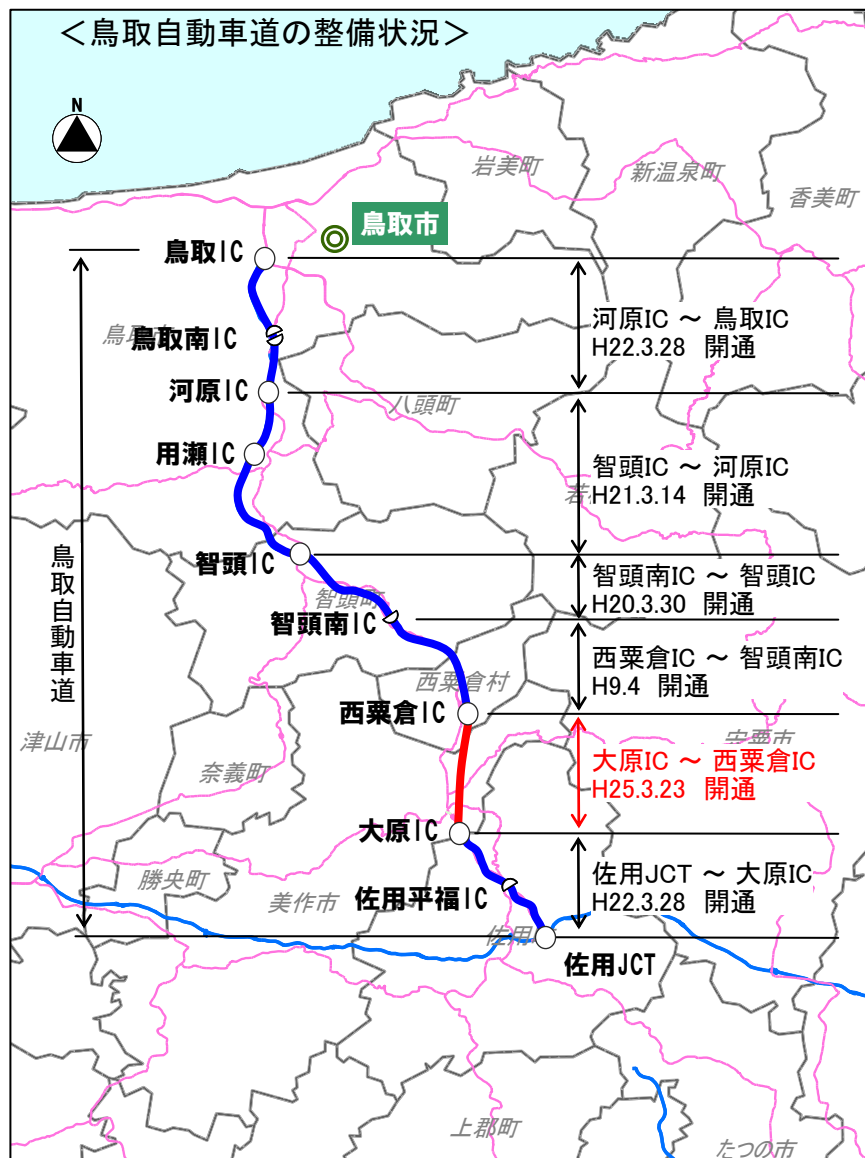 ＜鳥取自動車道の整備状況＞
N
岩美町
新温泉町
香美町
鳥取市
鳥取IC
河原IC ～ 鳥取IC
H22.3.28 開通
鳥取南IC
河原IC
八頭町
用瀬IC
智頭IC ～ 河原IC
H21.3.14 開通
鳥取自動車道
智頭IC
智頭南IC ～ 智頭IC
H20.3.30 開通
智頭町
智頭南IC
西粟倉IC ～ 智頭南IC
H9.4 開通
西粟倉村
西粟倉IC
津山市
奈義町
大原IC ～ 西粟倉IC
H25.3.23 開通
大原IC
勝央町
美作市
佐用平福IC
佐用JCT ～ 大原IC
H22.3.28 開通
佐用
佐用JCT
上郡町
たつの市